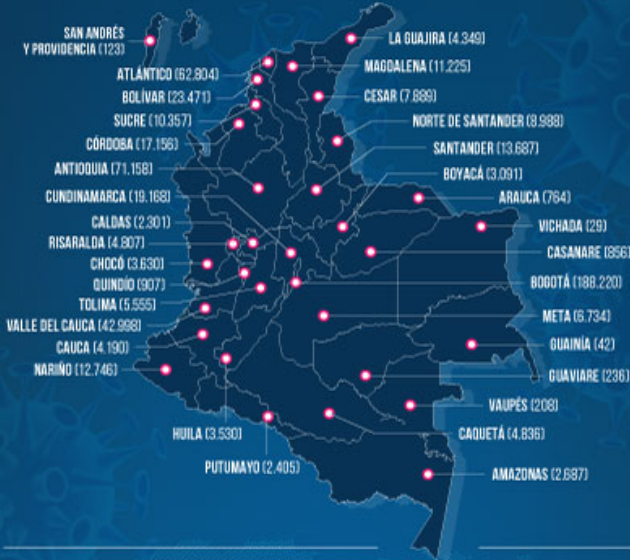 SAN ANDRÉS
Y PROVIDENCIA (123)
ATLÁNTICO (62.804)
BOLÍVAR (23.471)
SUCRE (10.357)
CÓRDOBA (17.156)
ANTIOQUIA (71.158)
CUNDINAMARCA (19.168)
CALDAS (2.301)
RISARALDA (4.807)
CHOCÓ (3.630)
QUINDÍO (907)
TOLIMA (5.555)
VALLE DEL CAUCA (42.998)
CAUCA (4.190)
NARIÑO (12.746)
HUILA (3.530)
PUTUMAYO (2.405)
LA GUAJIRA (4.349)
MAGDALENA (11.225)
CESAR (7.889)
NORTE DE SANTANDER (8.988)
SANTANDER (13.687)
BOYACÁ (3.091)
ARAUCA (764)
VICHADA (29)
CASANARE (856)
BOGOTÁ (188.220)
META (6.734)
GUAINÍA (42)
GUAVIARE (236)
VAUPÉS (208)
CAQUETÁ (4.836)
AMAZONAS (2.687)